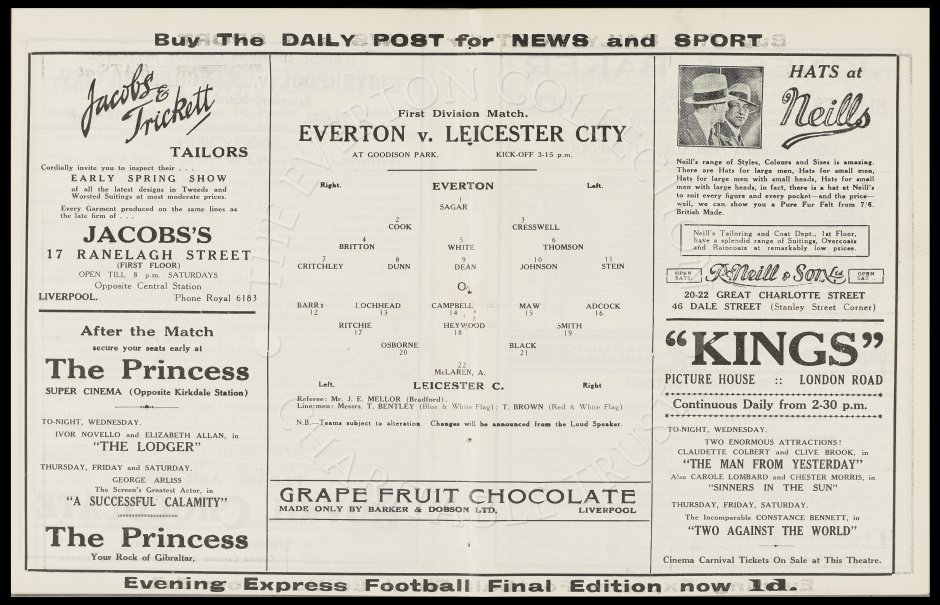 Buy The DAILY POST for NEWS and SPORT
Jacobs & Trickett
TAILORS
Cordially invite you to inspect their . . .
EARLY SPRING SHOW
of all the latest designs in Tweeds and
Worsted Suitings at most moderate prices.
Every Garment produced on the same lines as
the late firm of . . .
JACOBS'S
17 RANELAGH STREET
(FIRST FLOOR)
OPEN TILL 8 p.m. SATURDAYS
Opposite Central Station
LIVERPOOL. 'Phone Royal 6183
After the Match
secure your seats early at
The Princess
SUPER CINEMA (Opposite Kirkdale Station)
TO-NIGHT, WEDNESDAY.
IVOR NOVELLO and ELIZABETH ALLAN, in
"THE LODGER"
THURSDAY, FRIDAY and SATURDAY.
GEORGE ARLISS
The Screen's Greatest Actor, in
"A SUCCESSFUL CALAMITY"
The Princess
Your Rock of Gibraltar.
First Division Match.
EVERTON v. LEICESTER CITY
AT GOODISON PARK. KICK-OFF 3-15 p.m.
Right. EVERTON Left.
1
SAGAR
2 3
COOK CRESSWELL
4 5 6
BRITTON WHITE THOMSON
7 8 9 10 11
CRITCHLEY DUNN DEAN JOHNSON STEIN
O
BARRY LOCHHEAD CAMPBELL MAW ADCOCK
12 13 14 15 16
RITCHIE HEYWOOD SMITH
17 18 19
OSBORNE BLACK
20 21
22
McLAREN, A.
Left. LEICESTER C. Right
Referee: Mr. J. E. MELLOR (Bradford).
Linesmen: Messrs. T. BENTLEY (Blue & White Flag); T. BROWN (Red & White Flag)
N.B.—Teams subject to alteration Changes will be announced from the Loud Speaker.
GRAPE FRUIT CHOCOLATE
MADE ONLY BY BARKER & DOBSON LTD. LIVERPOOL
HATS at
Neills
Neill's range of Styles, Colours and Sizes is amazing.
There are Hats for large men, Hats for small men,
Hats for large men with small heads, Hats for small
men with large heads, in fact, there is a hat at Neill's
to suit every figure and every pocket—and the price—
well, we can show you a Pure Fur Felt from 7/6.
British Made.
Neill's Tailoring and Coat Dept., 1st Floor,
have a splendid range of Suitings, Overcoats
and Raincoats at remarkably low prices.
OPEN SATS. R. Neill & Son Ltd OPEN SAT.
20-22 GREAT CHARLOTTE STREET
46 DALE STREET (Stanley Street Corner)
"KINGS"
PICTURE HOUSE :: LONDON ROAD
Continuous Daily from 2-30 p.m.
TO-NIGHT, WEDNESDAY.
TWO ENORMOUS ATTRACTIONS!
CLAUDETTE COLBERT and CLIVE BROOK, in
"THE MAN FROM YESTERDAY"
Also CAROLE LOMBARD and CHESTER MORRIS, in
"SINNERS IN THE SUN"
THURSDAY, FRIDAY, SATURDAY.
The Incomparable CONSTANCE BENNETT, in
"TWO AGAINST THE WORLD"
Cinema Carnival Tickets On Sale at This Theatre.
Evening Express Football Final Edition now 1d.
THE EVERTON COLLECTION
CHARITABLE TRUST